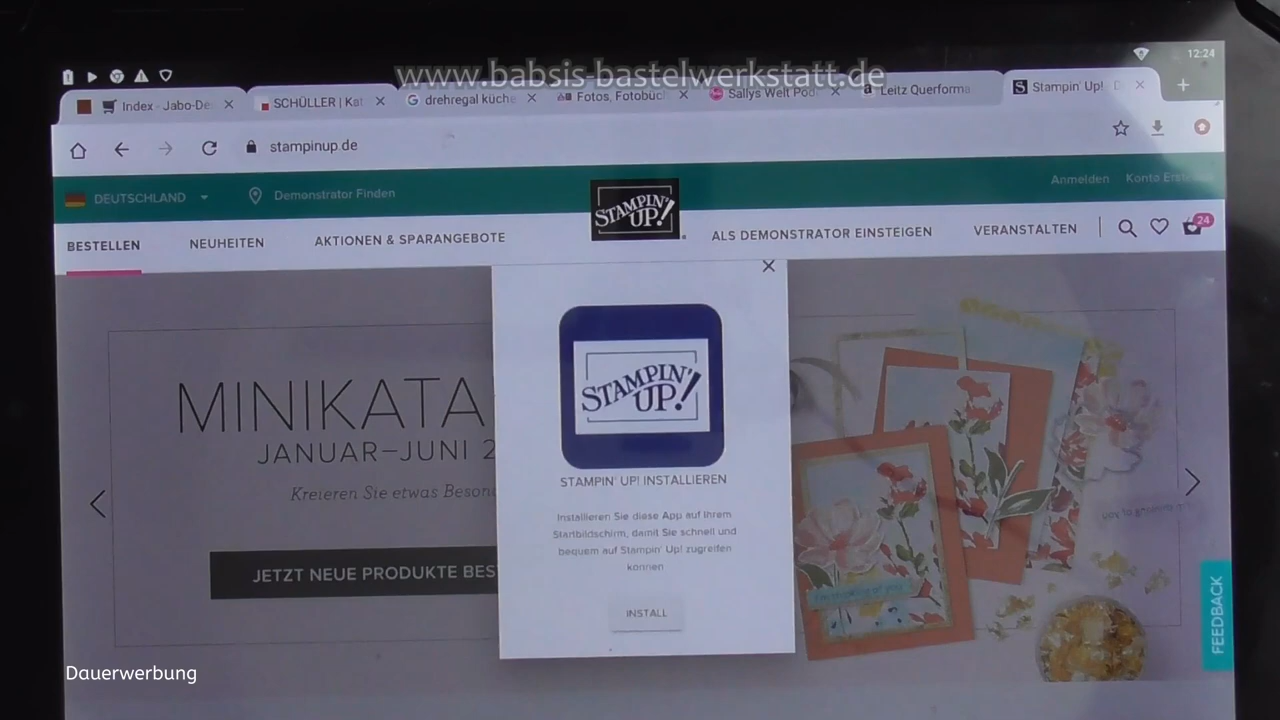 www.babsis-bastelwerkstatt.de
12:24
Index - Jabo-De
SCHÜLLER | Kat
drehregal küche
Fotos, Fotobüch
Sallys Welt Pod
Leitz Querforma
Stampin' Up!
stampinup.de
DEUTSCHLAND
Demonstrator Finden
STAMPIN' UP!
Anmelden
Konto
BESTELLEN
NEUHEITEN
AKTIONEN & SPARANGEBOTE
ALS DEMONSTRATOR EINSTEIGEN
VERANSTALTEN
24
MINIKATA
JANUAR–JUNI 2
Kreieren Sie etwas Beson
JETZT NEUE PRODUKTE BES
STAMPIN' UP!
STAMPIN' UP! INSTALLIEREN
Installieren Sie diese App auf Ihrem
Startbildschirm, damit Sie schnell und
bequem auf Stampin' Up! zugreifen
können
INSTALL
FEEDBACK
Dauerwerbung